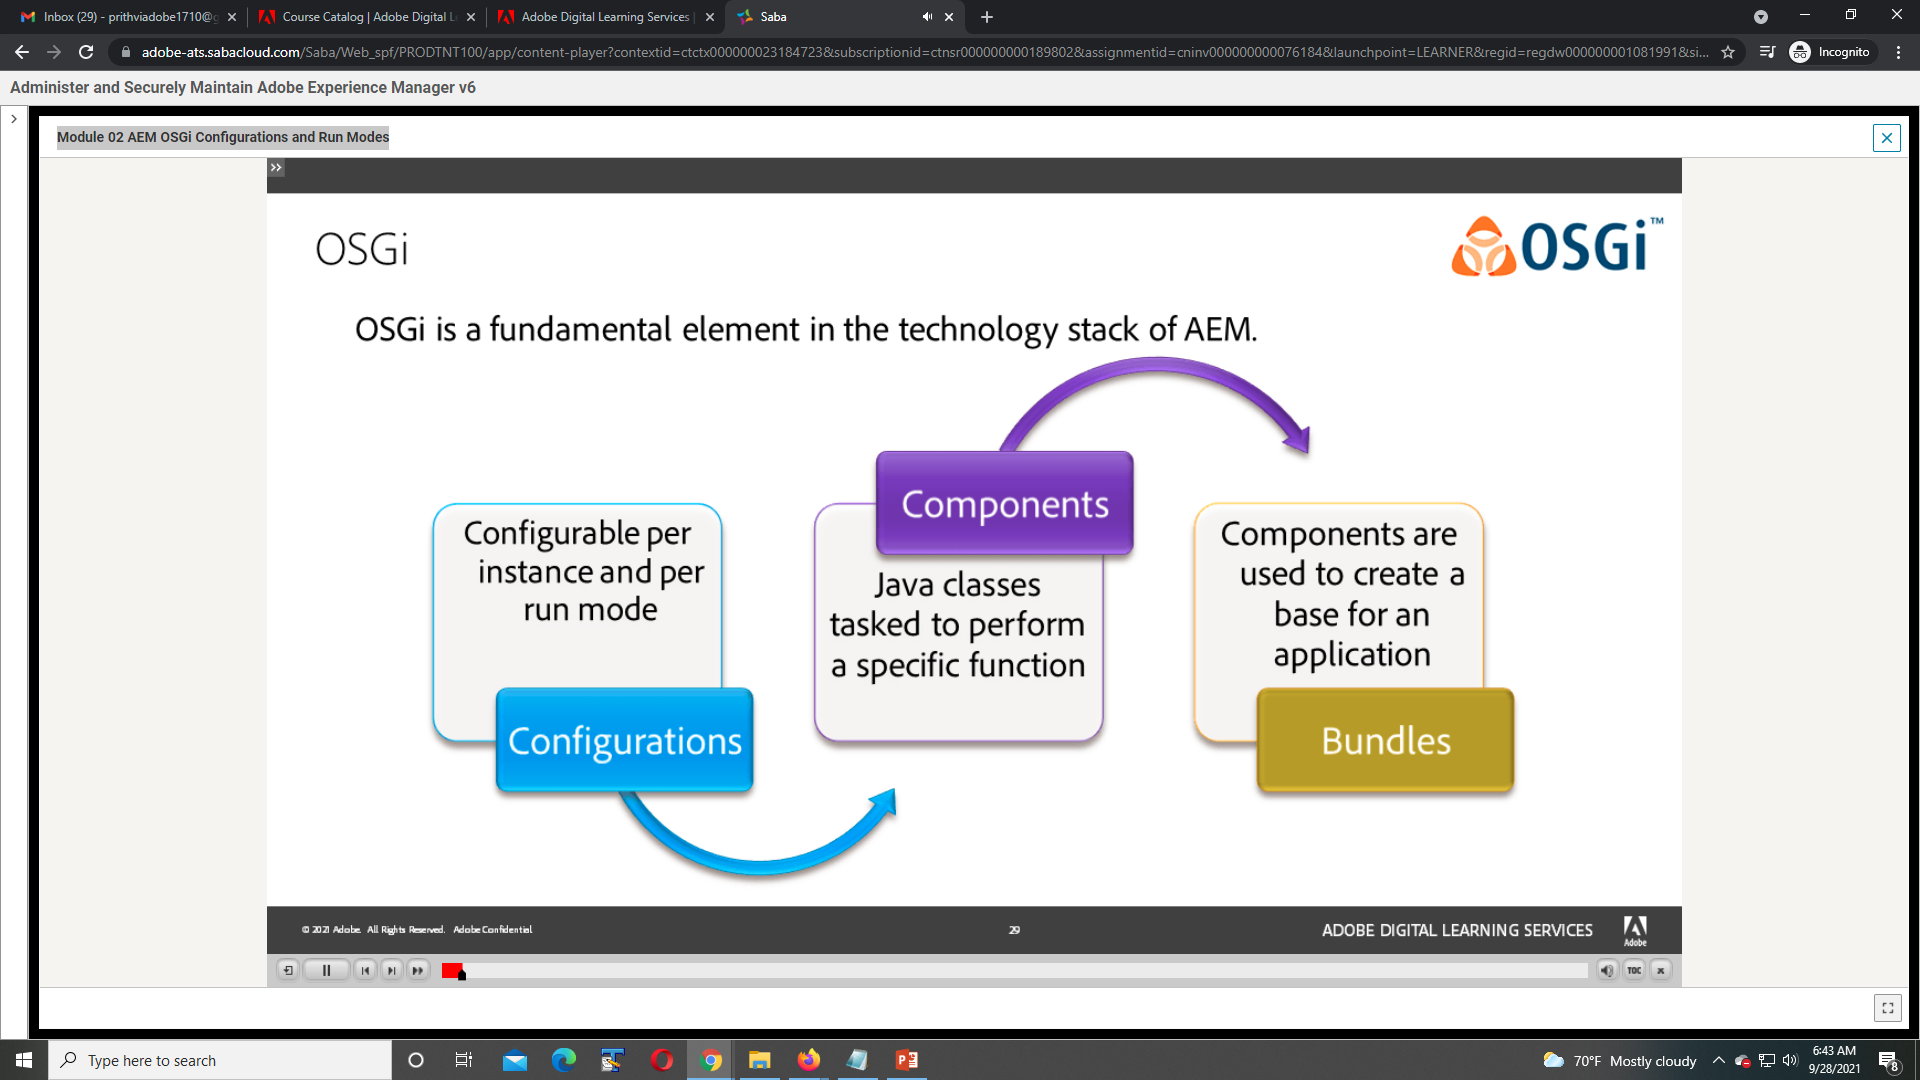 Inbox (29) - prithviadobe1710@g
Course Catalog | Adobe Digital L
Adobe Digital Learning Services |
Saba
adobe-ats.sabacloud.com/Saba/Web_spf/PRODTNT100/app/content-player?contextid=ctctx000000023184723&subscriptionid=ctnsr0000000000189802&assignmentid=cninv000000000076184&launchpoint=LEARNER&regid=regdw000000001081991&si...
Incognito
Administer and Securely Maintain Adobe Experience Manager v6
Module 02 AEM OSGi Configurations and Run Modes
OSGi
OSGi™
OSGi is a fundamental element in the technology stack of AEM.
Configurable per
instance and per
run mode
Configurations
Components
Java classes
tasked to perform
a specific function
Components are
used to create a
base for an
application
Bundles
© 2021 Adobe. All Rights Reserved. Adobe Confidential
29
ADOBE DIGITAL LEARNING SERVICES
Adobe
TOC
Type here to search
70°F Mostly cloudy
6:43 AM
9/28/2021
8